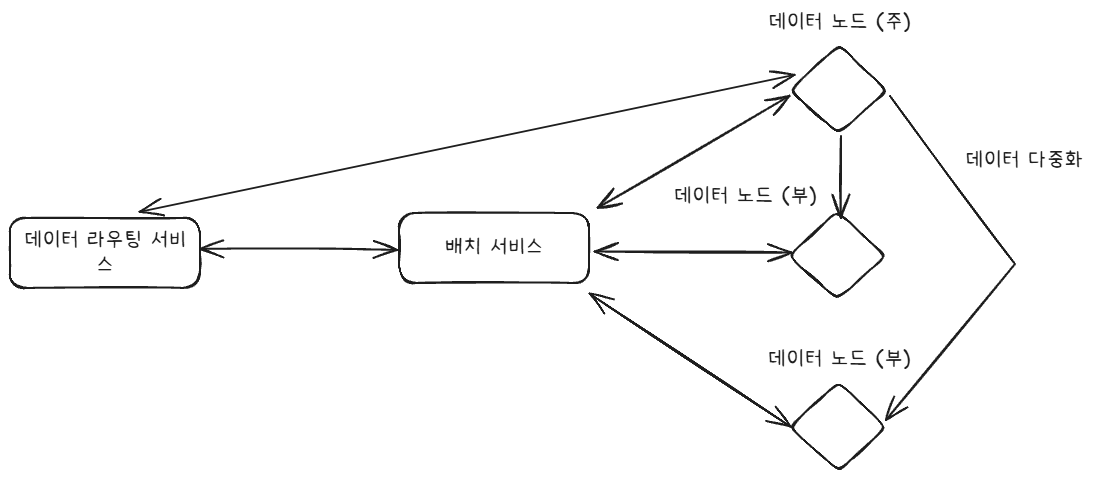 데이터 노드 (주)
데이터 다중화
데이터 노드 (부)
데이터 라우팅 서비
스
배치 서비스
데이터 노드 (부)